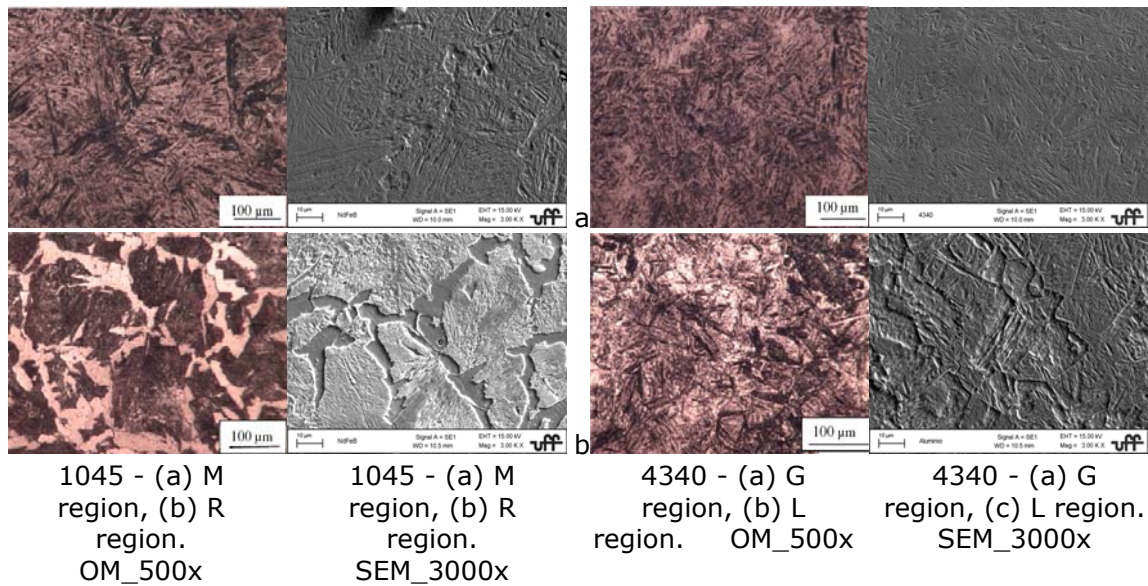 100 µm
10 µm
NdFeB
Signal A = SE1
WD = 10.0 mm
EHT = 15.00 kV
Mag = 3.00 K X
uff
a
100 µm
10 µm
4340
Signal A = SE1
WD = 10.0 mm
EHT = 15.00 kV
Mag = 3.00 K X
uff
100 µm
10 µm
NdFeB
Signal A = SE1
WD = 10.5 mm
EHT = 15.00 kV
Mag = 3.00 K X
uff
b
100 µm
10 µm
Aluminio
Signal A = SE1
WD = 10.5 mm
EHT = 15.00 kV
Mag = 3.00 K X
uff
1045 - (a) M
region, (b) R
region.
OM_500x
1045 - (a) M
region, (b) R
region.
SEM_3000x
4340 - (a) G
region, (b) L
region. OM_500x
4340 - (a) G
region, (c) L region.
SEM_3000x